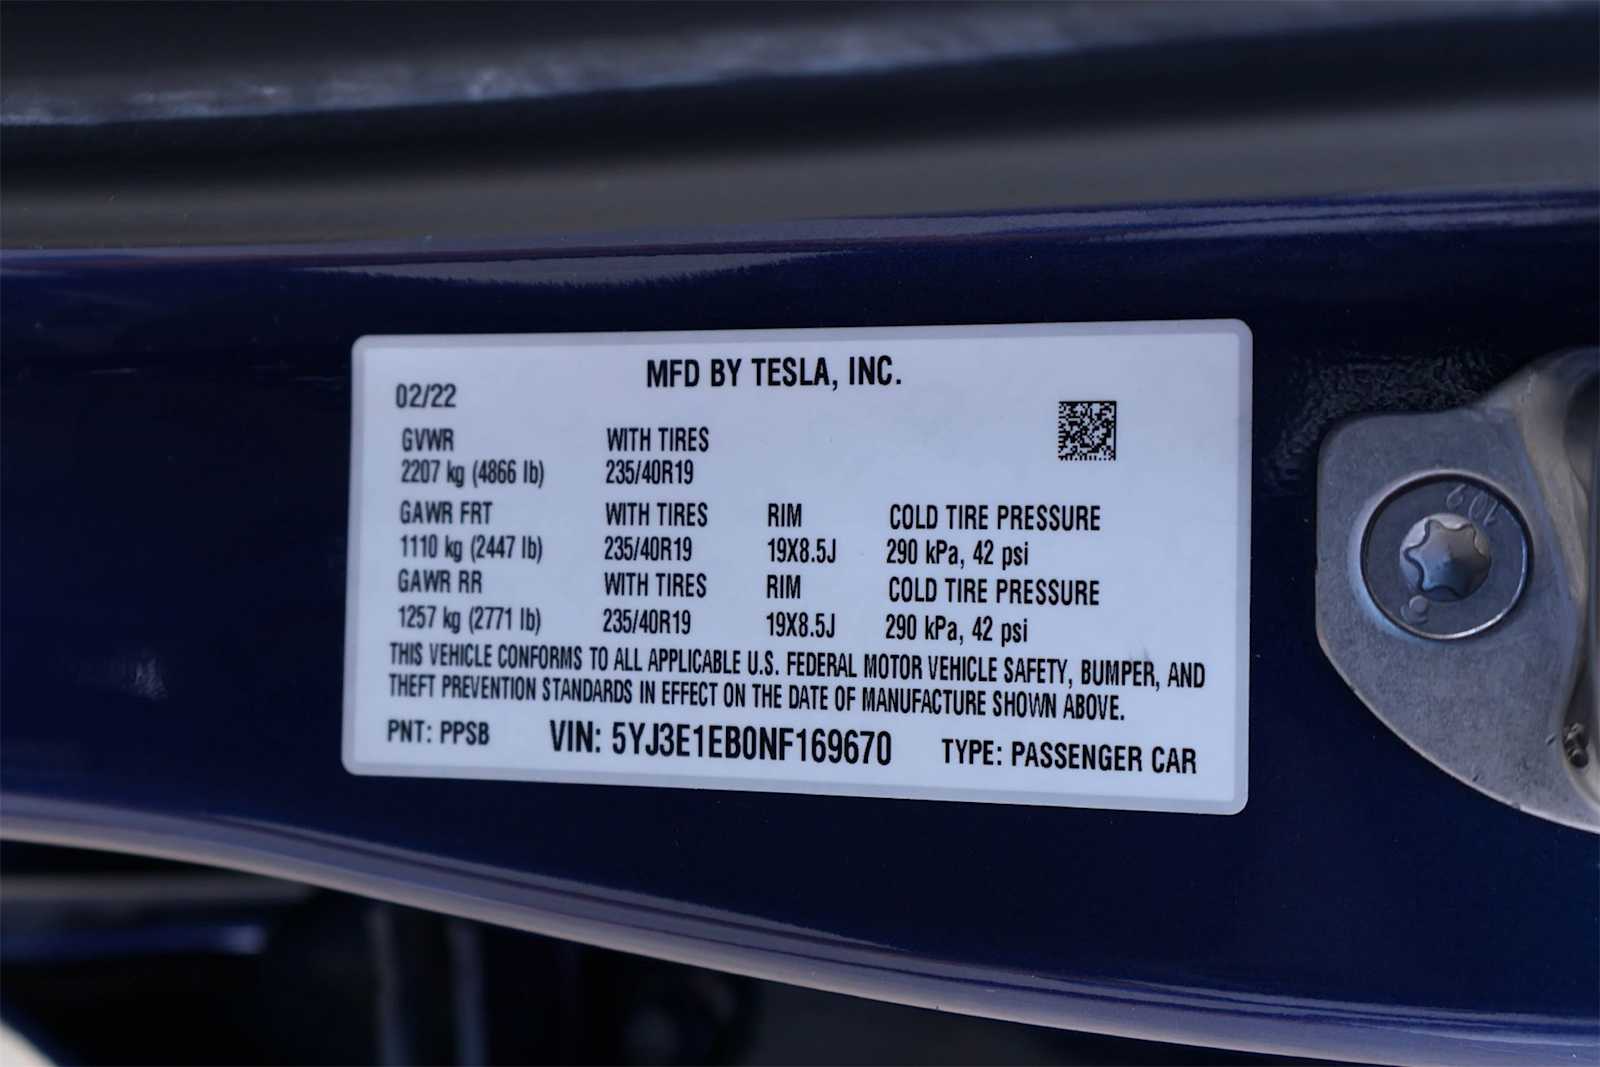 MFD BY TESLA, INC.
02/22
GVWR WITH TIRES
2207 kg (4866 lb) 235/40R19
GAWR FRT WITH TIRES RIM COLD TIRE PRESSURE
1110 kg (2447 lb) 235/40R19 19X8.5J 290 kPa, 42 psi
GAWR RR WITH TIRES RIM COLD TIRE PRESSURE
1257 kg (2771 lb) 235/40R19 19X8.5J 290 kPa, 42 psi
THIS VEHICLE CONFORMS TO ALL APPLICABLE U.S. FEDERAL MOTOR VEHICLE SAFETY, BUMPER, AND
THEFT PREVENTION STANDARDS IN EFFECT ON THE DATE OF MANUFACTURE SHOWN ABOVE.
PNT: PPSB VIN: 5YJ3E1EB0NF169670 TYPE: PASSENGER CAR
10.9